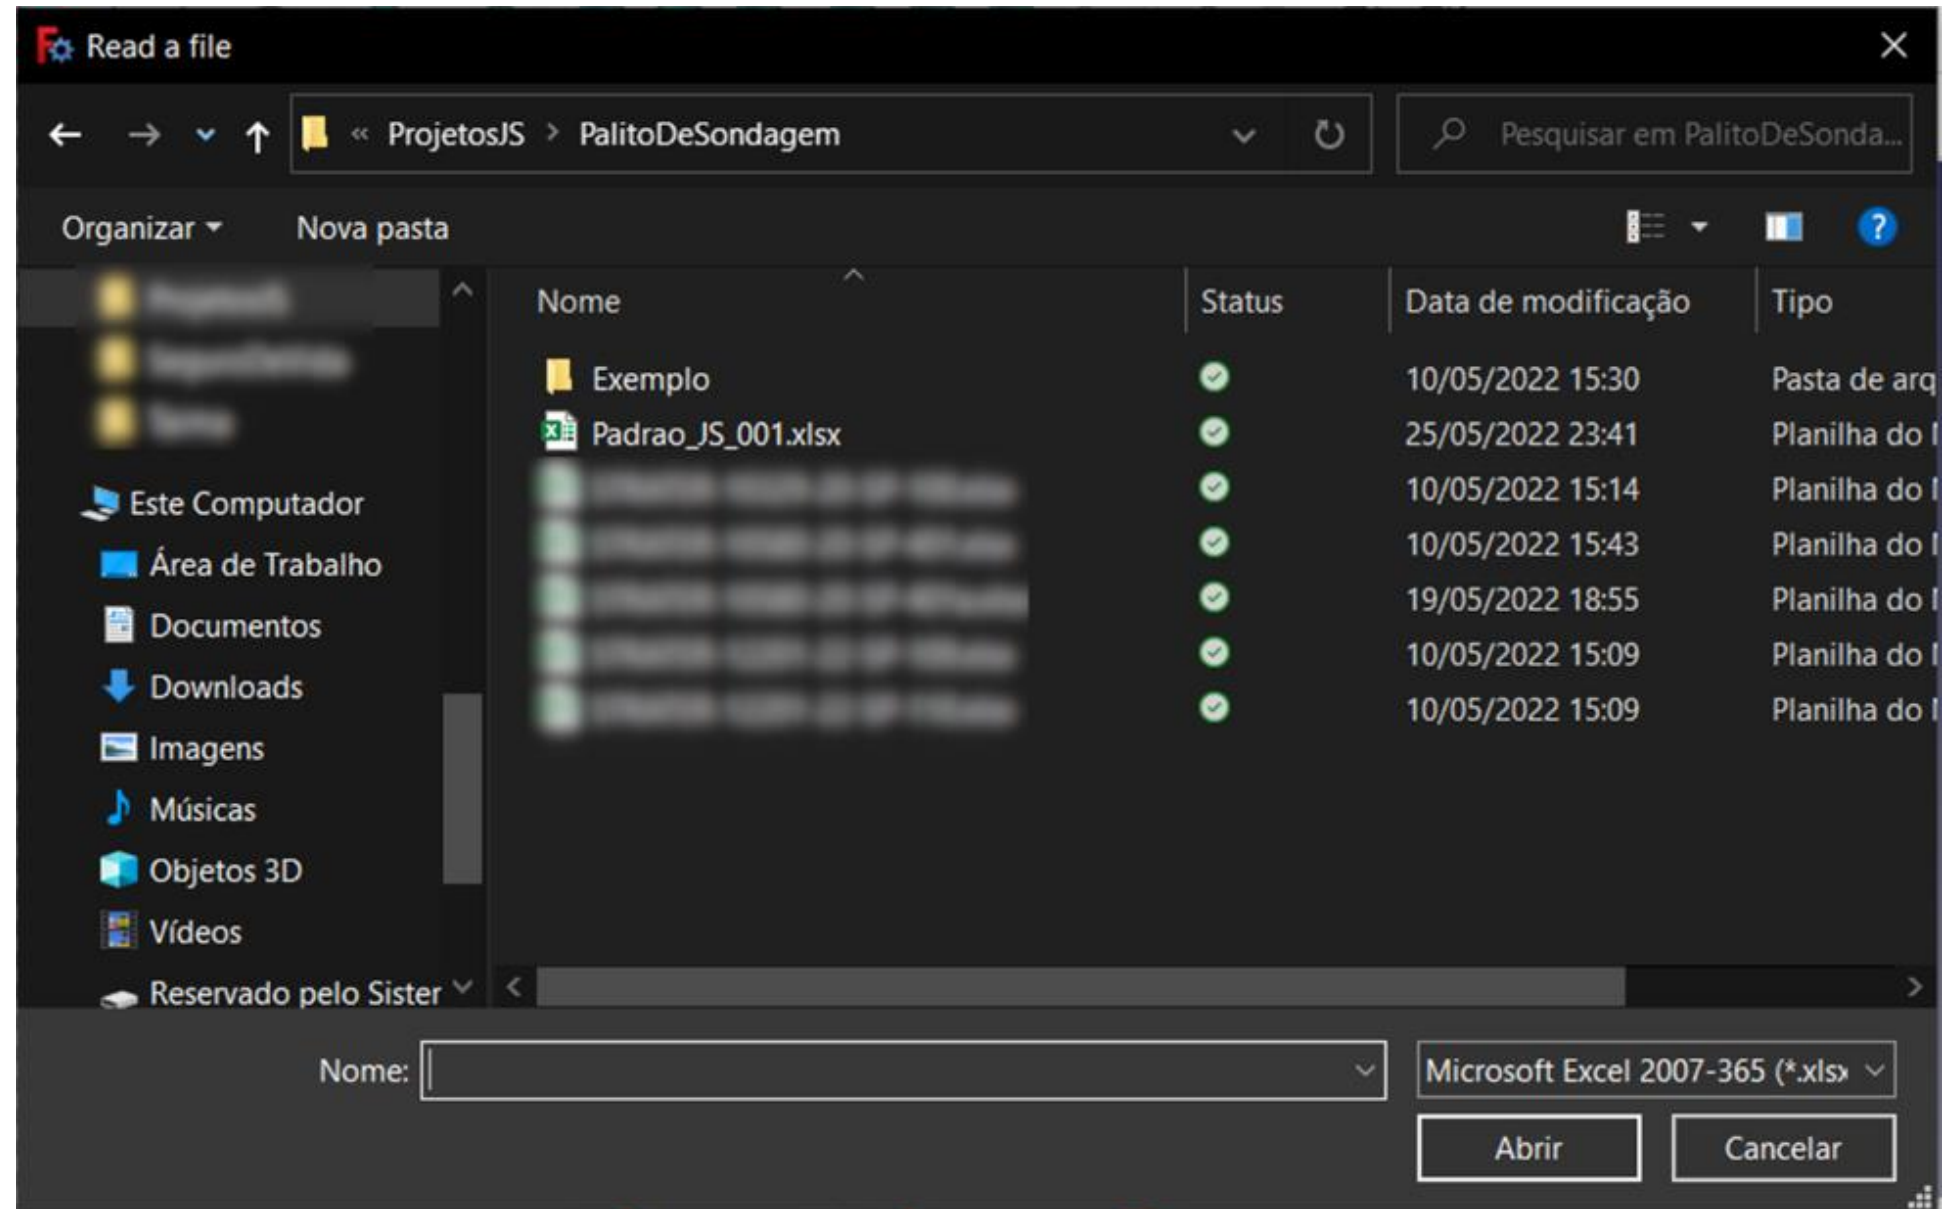 Read a file
« ProjetosJS > PalitoDeSondagem
Pesquisar em PalitoDeSonda...
Organizar Nova pasta
Nome Status Data de modificação Tipo
Exemplo 10/05/2022 15:30 Pasta de arq
Padrao_JS_001.xlsx 25/05/2022 23:41 Planilha do
10/05/2022 15:14 Planilha do
10/05/2022 15:43 Planilha do
19/05/2022 18:55 Planilha do
10/05/2022 15:09 Planilha do
10/05/2022 15:09 Planilha do
Este Computador
Área de Trabalho
Documentos
Downloads
Imagens
Músicas
Objetos 3D
Vídeos
Reservado pelo Sister
Nome:
Microsoft Excel 2007-365 (*.xlsx
Abrir Cancelar